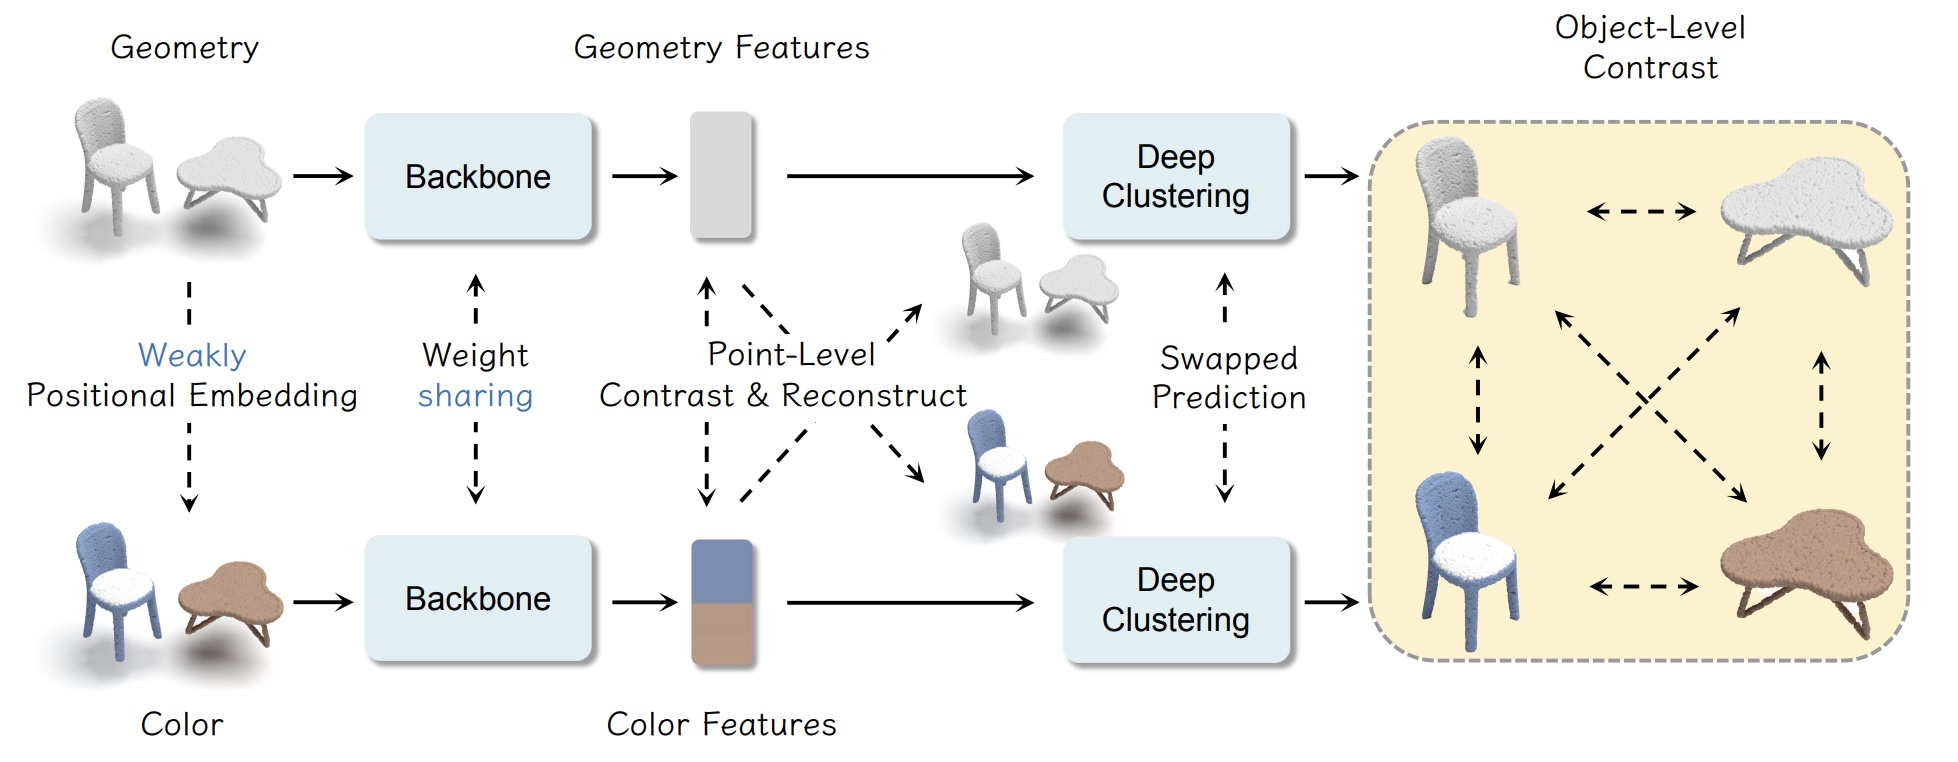 Geometry
Geometry Features
Object-Level
Contrast
Backbone
Deep
Clustering
Weakly
Positional Embedding
Weight
sharing
Point-Level
Contrast & Reconstruct
Swapped
Prediction
Backbone
Deep
Clustering
Color
Color Features